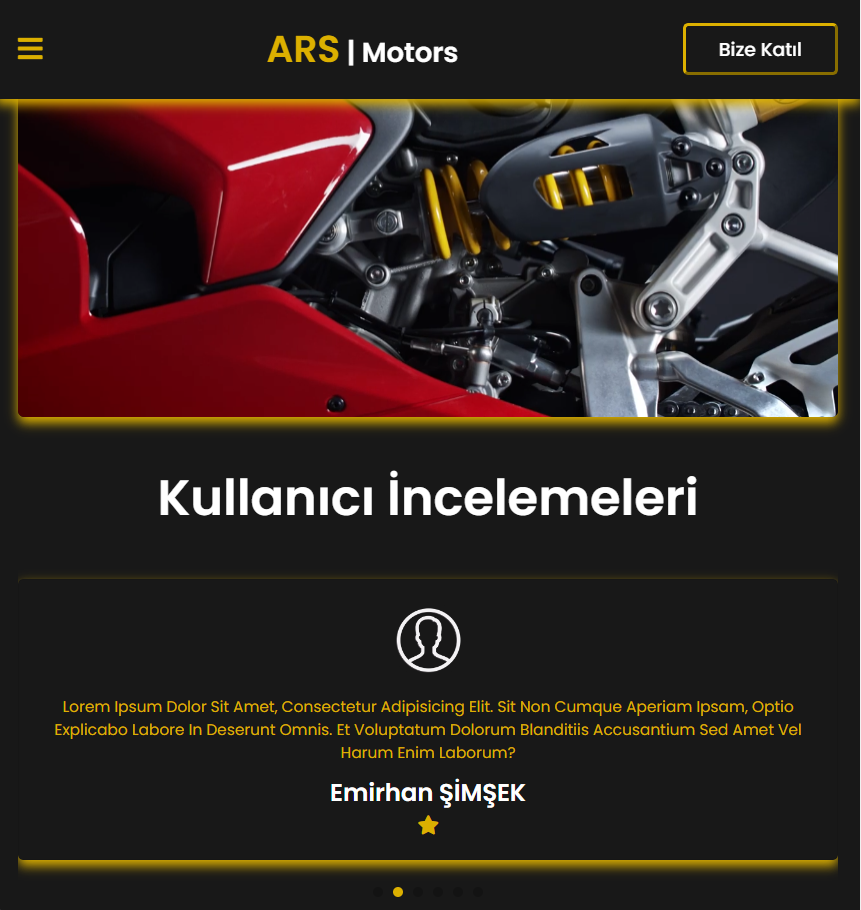 ARS | Motors
Bize Katıl
Kullanıcı İncelemeleri
Lorem Ipsum Dolor Sit Amet, Consectetur Adipisicing Elit. Sit Non Cumque Aperiam Ipsam, Optio
Explicabo Labore In Deserunt Omnis. Et Voluptatum Dolorum Blanditiis Accusantium Sed Amet Vel
Harum Enim Laborum?
Emirhan ŞİMŞEK